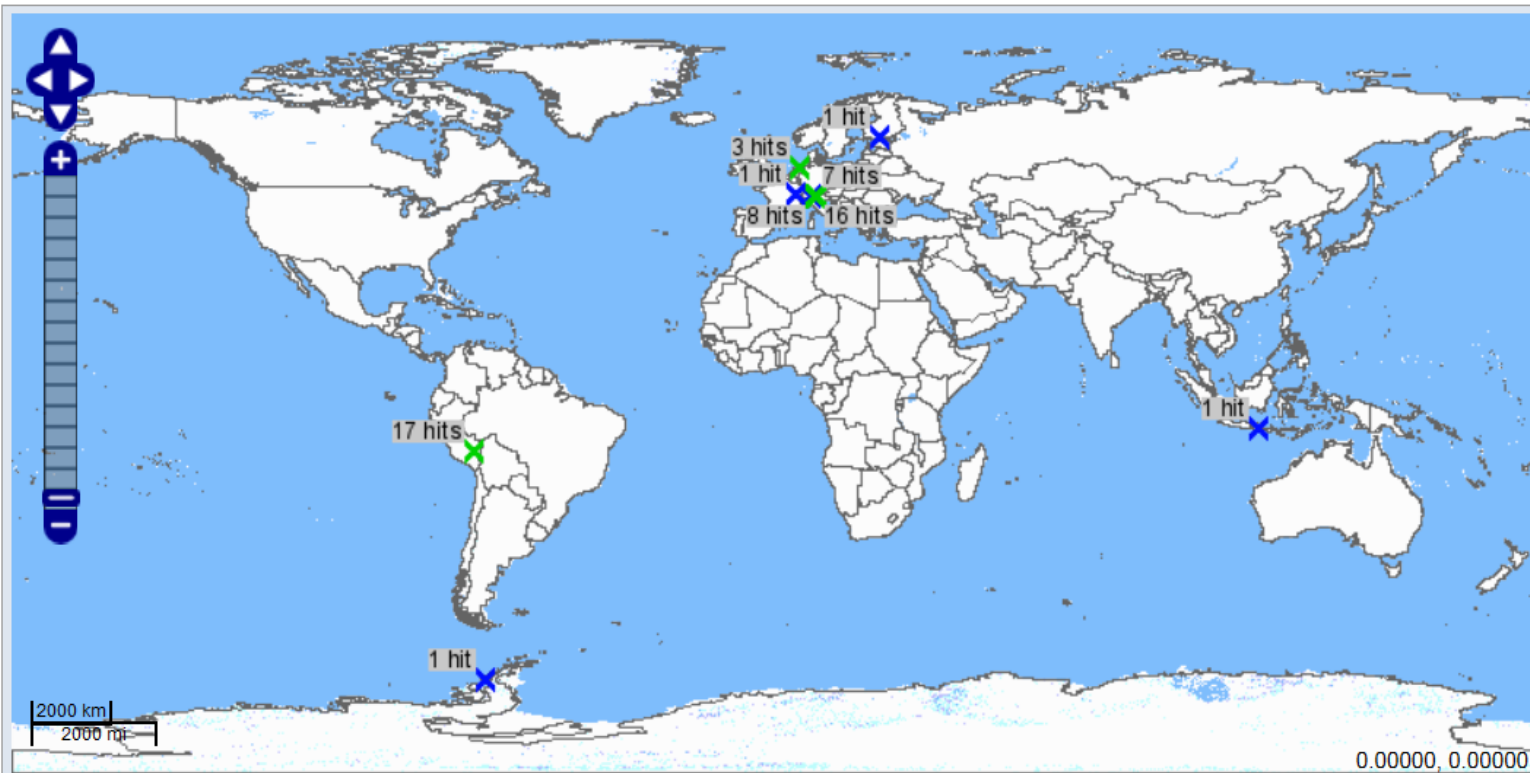 1 hit
3 hits
1 hit
7 hits
8 hits
16 hits
1 hit
17 hits
1 hit
2000 km
2000 mi
0.00000, 0.00000